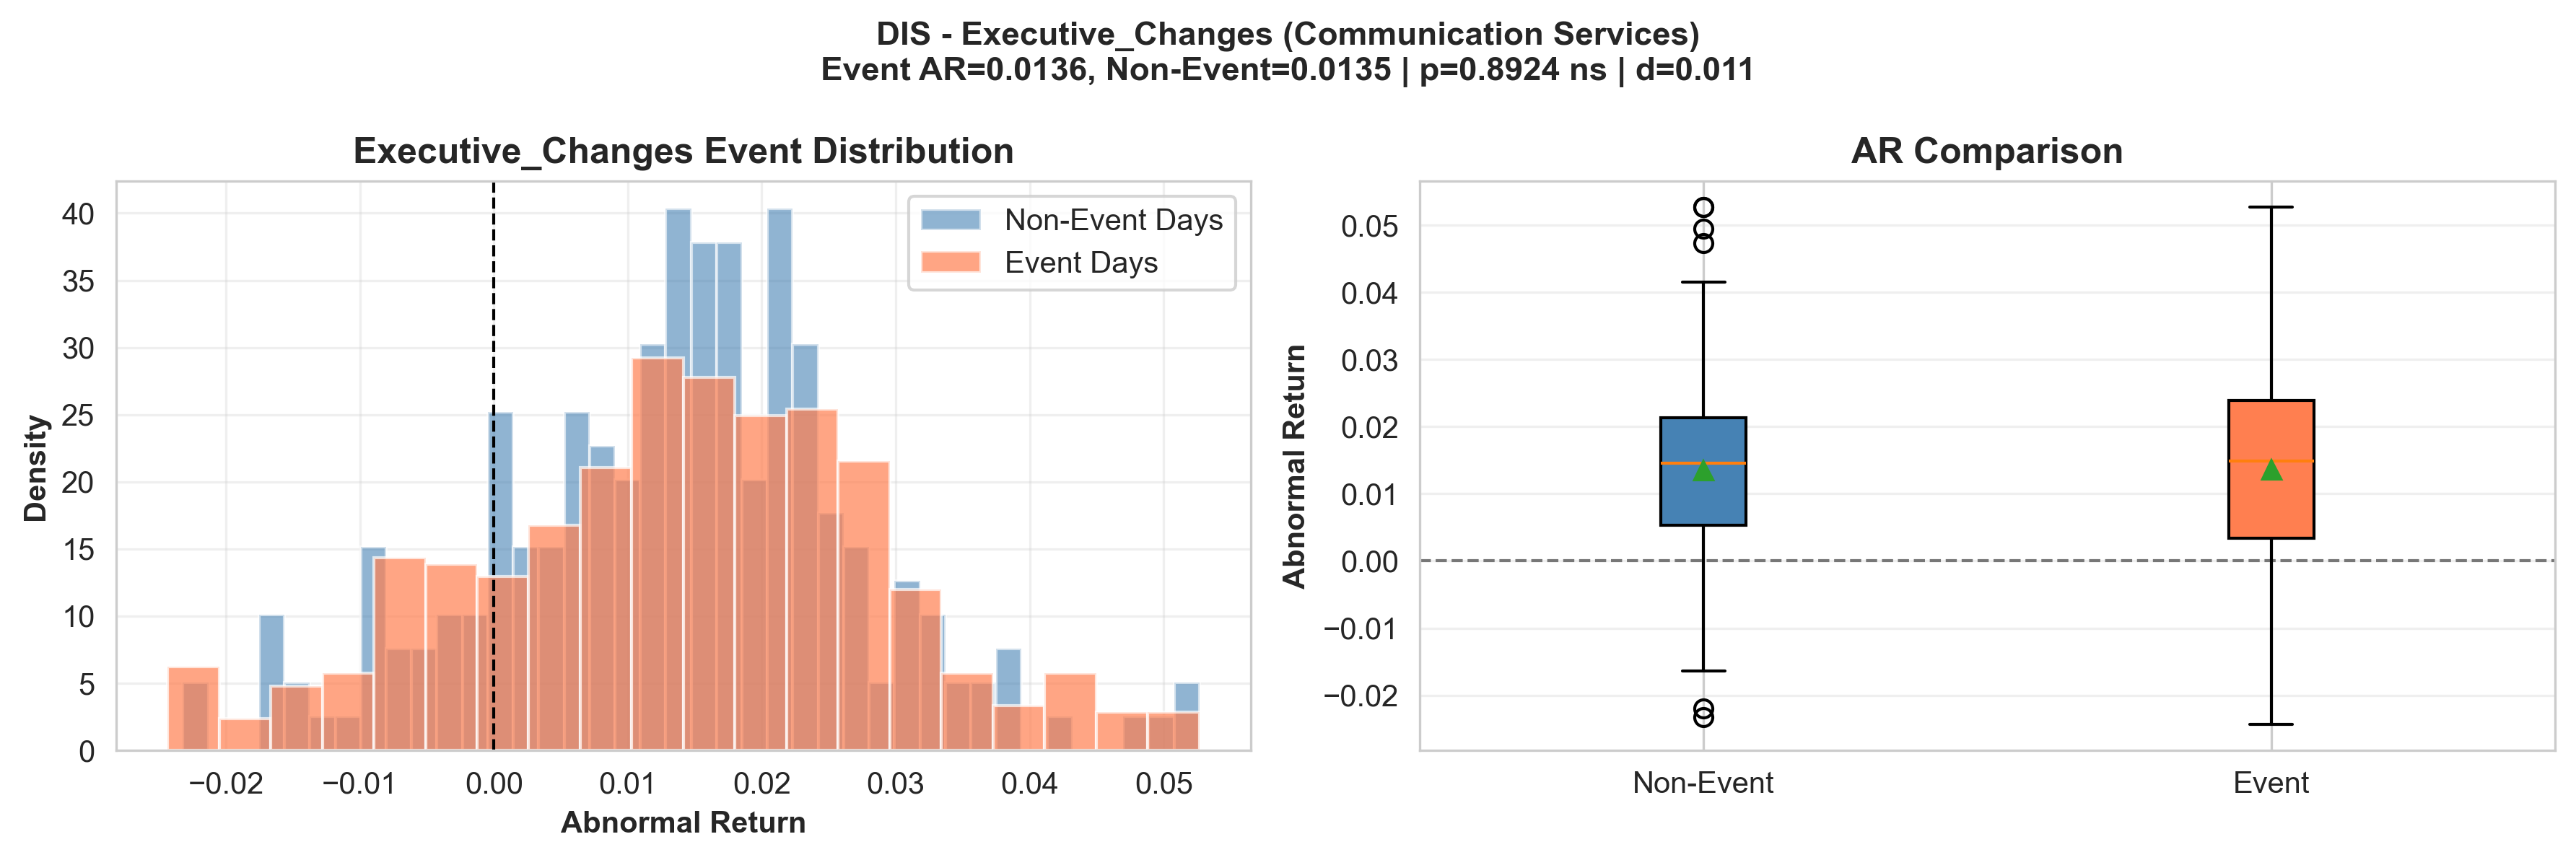 DIS - Executive_Changes (Communication Services)
Event AR=0.0136, Non-Event=0.0135 | p=0.8924 ns | d=0.011
Executive_Changes Event Distribution
Non-Event Days
Event Days
40
35
30
25
20
15
10
5
0
Density
−0.02
−0.01
0.00
0.01
0.02
0.03
0.04
0.05
Abnormal Return
AR Comparison
0.05
0.04
0.03
0.02
0.01
0.00
−0.01
−0.02
Abnormal Return
Non-Event
Event